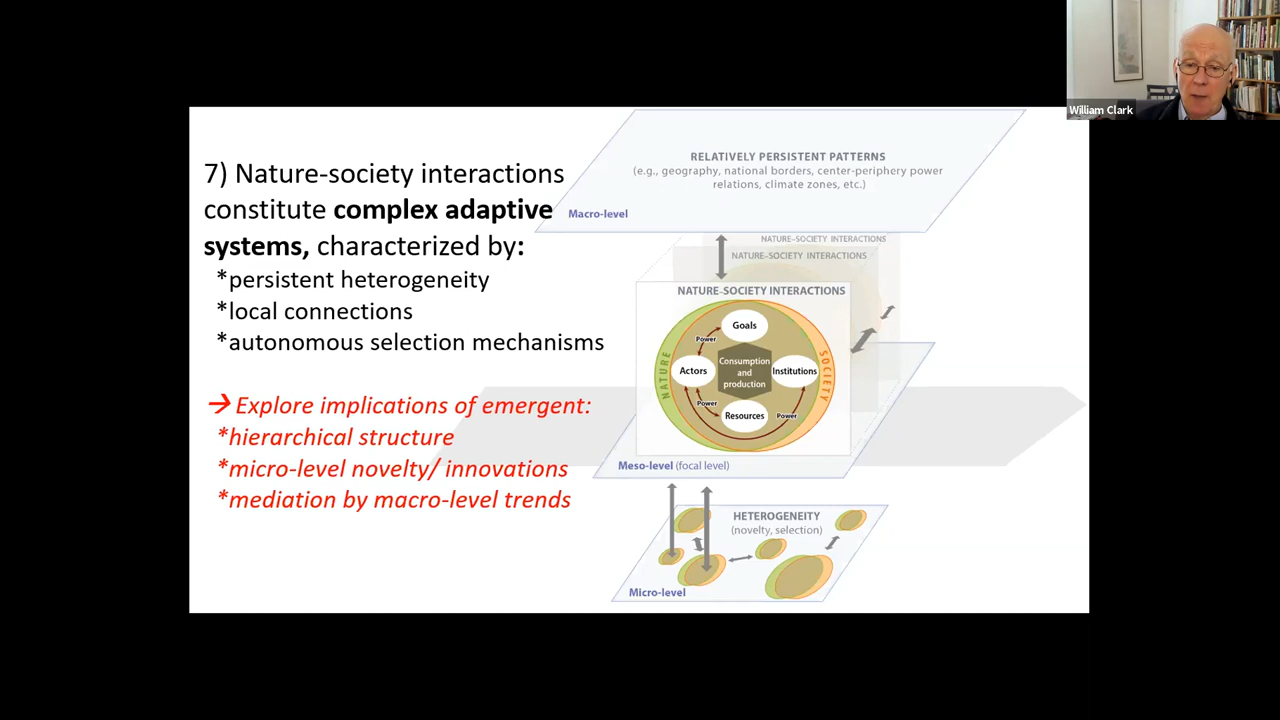 William Clark
7) Nature-society interactions
constitute complex adaptive
systems, characterized by:
*persistent heterogeneity
*local connections
*autonomous selection mechanisms
→ Explore implications of emergent:
*hierarchical structure
*micro-level novelty/ innovations
*mediation by macro-level trends
RELATIVELY PERSISTENT PATTERNS
(e.g., geography, national borders, center-periphery power
relations, climate zones, etc.)
Macro-level
NATURE–SOCIETY INTERACTIONS
NATURE–SOCIETY INTERACTIONS
NATURE-SOCIETY INTERACTIONS
Goals
Power
Actors
Consumption
and
production
Institutions
NATURE
SOCIETY
Power
Resources
Power
Meso-level (focal level)
HETEROGENEITY
(novelty, selection)
Micro-level